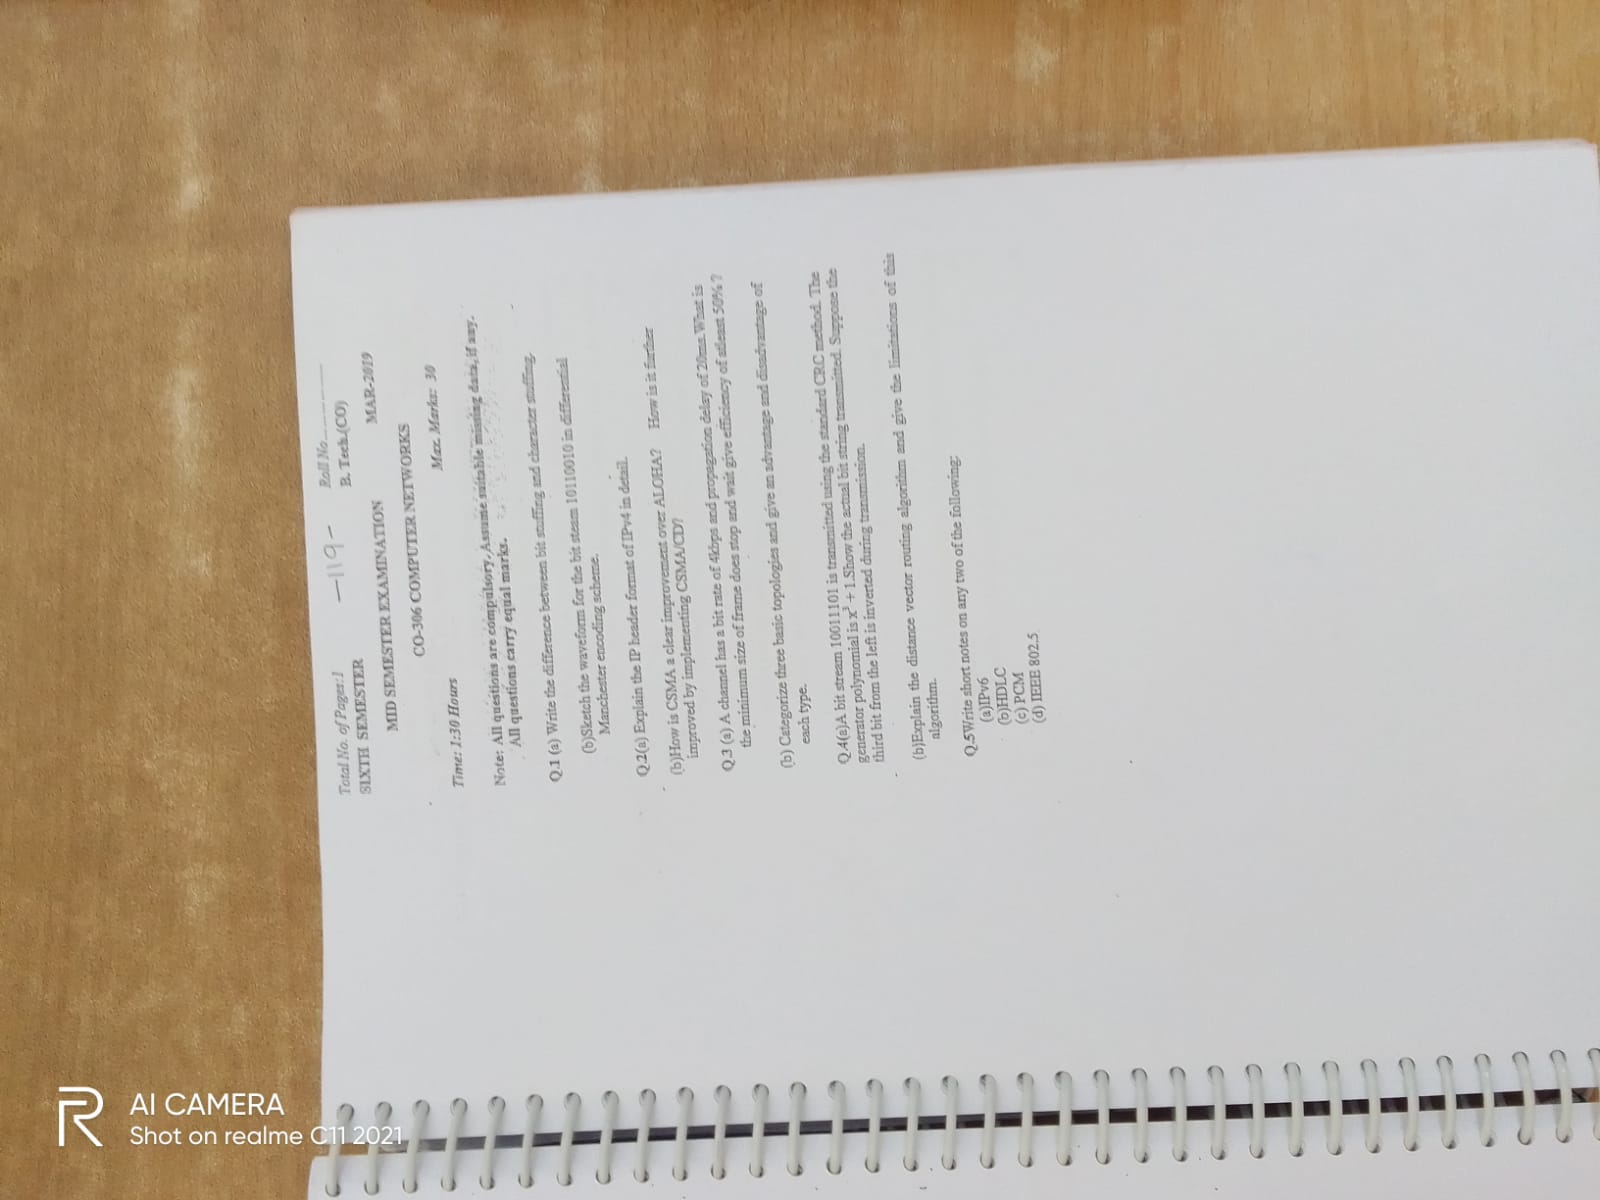 AI CAMERA
Shot on realme C11 2021
Total No. of Pages:1
-119-
Roll No.
SIXTH SEMESTER
B. Tech.(CO)
MID SEMESTER EXAMINATION
MAR-2019
CO-306 COMPUTER NETWORKS
Time: 1:30 Hours
Max. Marks: 30
Note: All questions are compulsory. Assume suitable missing data, if any.
All questions carry equal marks.
Q.1 (a) Write the difference between bit stuffing and character stuffing.
(b)Sketch the waveform for the bit steam 10110010 in differential
Manchester encoding scheme.
Q.2(a) Explain the IP header format of IPv4 in detail.
(b)How is CSMA a clear improvement over ALOHA? How is it further
improved by implementing CSMA/CD?
Q.3 (a) A channel has a bit rate of 4kbps and propagation delay of 20ms.What is
the minimum size of frame does stop and wait give efficiency of atleast 50% ?
(b) Categorize three basic topologies and give an advantage and disadvantage of
each type.
Q.4(a)A bit stream 10011101 is transmitted using the standard CRC method. The
generator polynomial is x³ + 1.Show the actual bit string transmitted. Suppose the
third bit from the left is inverted during transmission.
(b)Explain the distance vector routing algorithm and give the limitations of this
algorithm.
Q.5Write short notes on any two of the following:
(a)IPv6
(b)HDLC
(c) PCM
(d) IEEE 802.5